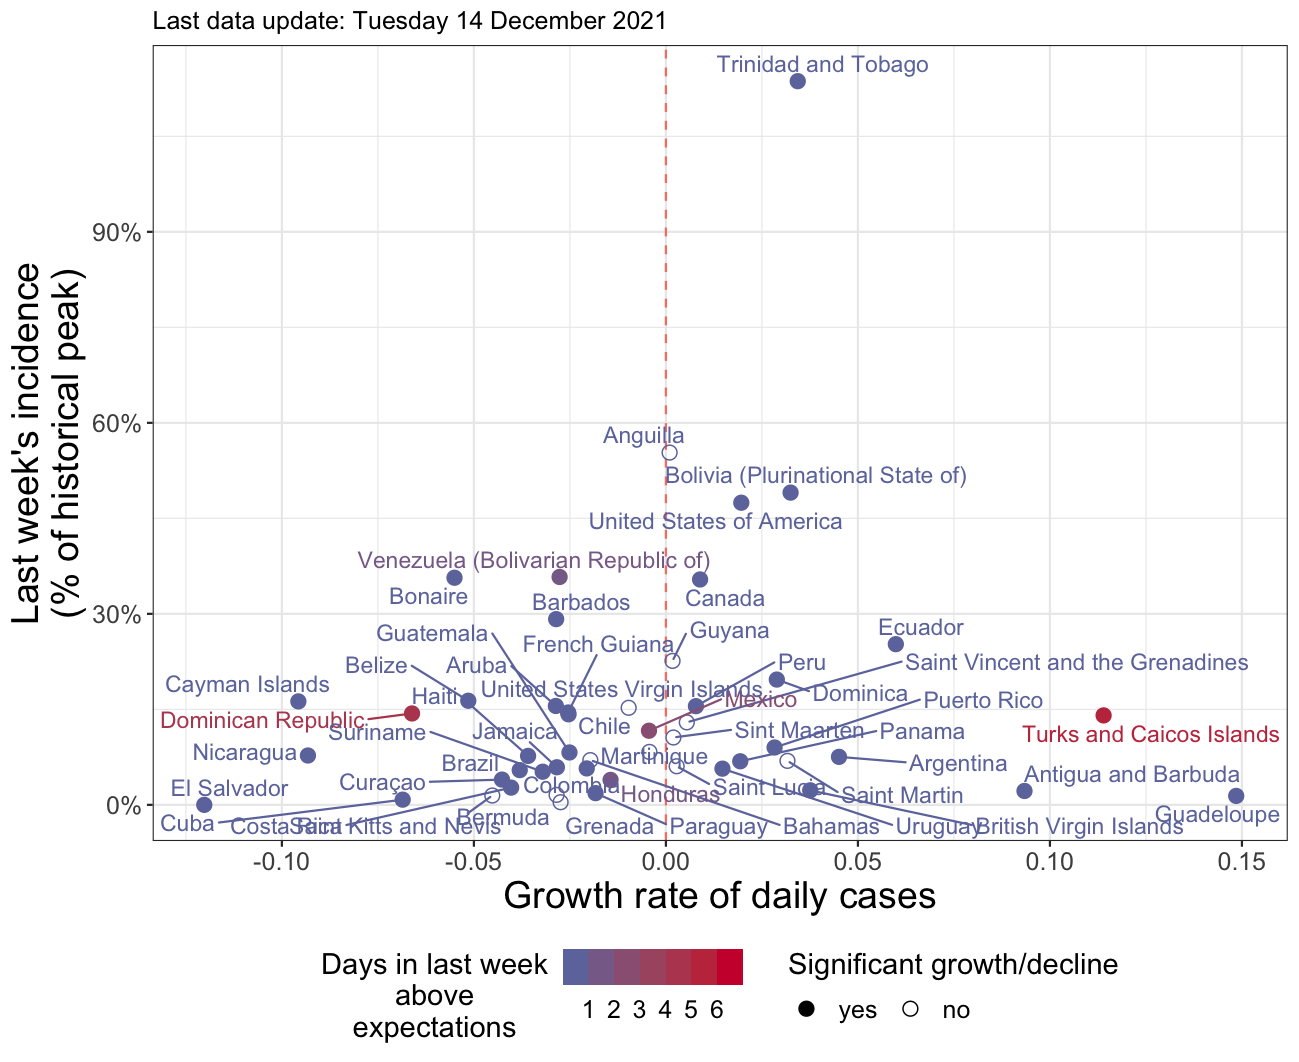 Last data update: Tuesday 14 December 2021
Last week's incidence
(% of historical peak)
90%
60%
30%
0%
Trinidad and Tobago
Anguilla
Bolivia (Plurinational State of)
United States of America
Venezuela (Bolivarian Republic of)
Bonaire
Canada
Barbados
Ecuador
Guatemala
Guyana
French Guiana
Belize
Aruba
Peru
Saint Vincent and the Grenadines
Cayman Islands
United States Virgin Islands
Dominica
Haiti
Mexico
Puerto Rico
Dominican Republic
Chile
Suriname
Jamaica
Sint Maarten
Panama
Turks and Caicos Islands
Nicaragua
Martinique
Brazil
Argentina
Antigua and Barbuda
Curaçao
El Salvador
Colombia
Honduras
Saint Lucia
Saint Martin
Guadeloupe
Bermuda
Cuba
Costa Rica
Saint Kitts and Nevis
Grenada
Paraguay
Bahamas
Uruguay
British Virgin Islands
-0.10
-0.05
0.00
0.05
0.10
0.15
Growth rate of daily cases
Days in last week
above
expectations
1 2 3 4 5 6
Significant growth/decline
yes
no